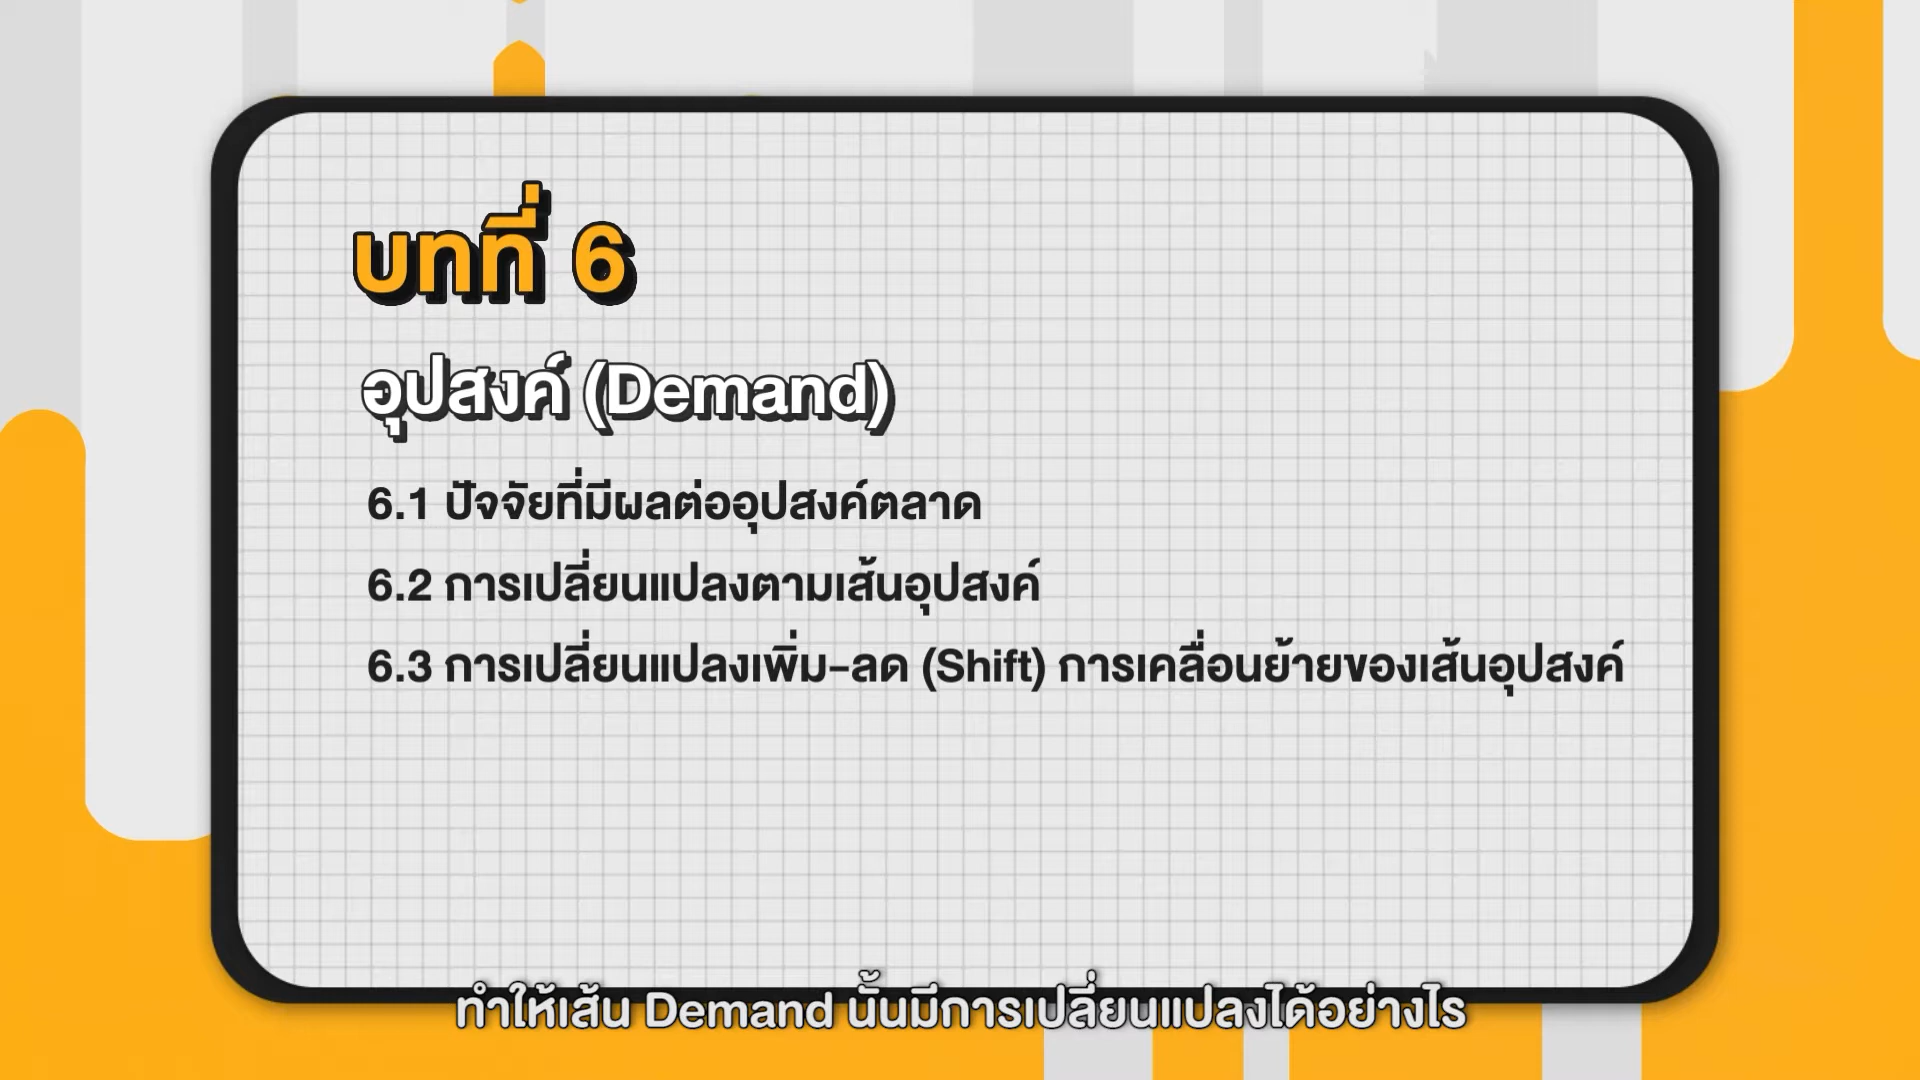 บทที่ 6
อุปสงค์ (Demand)
6.1 ปัจจัยที่มีผลต่ออุปสงค์ตลาด
6.2 การเปลี่ยนแปลงตามเส้นอุปสงค์
6.3 การเปลี่ยนแปลงเพิ่ม-ลด (Shift) การเคลื่อนย้ายของเส้นอุปสงค์
ทำให้เส้น Demand นั้นมีการเปลี่ยนแปลงได้อย่างไร